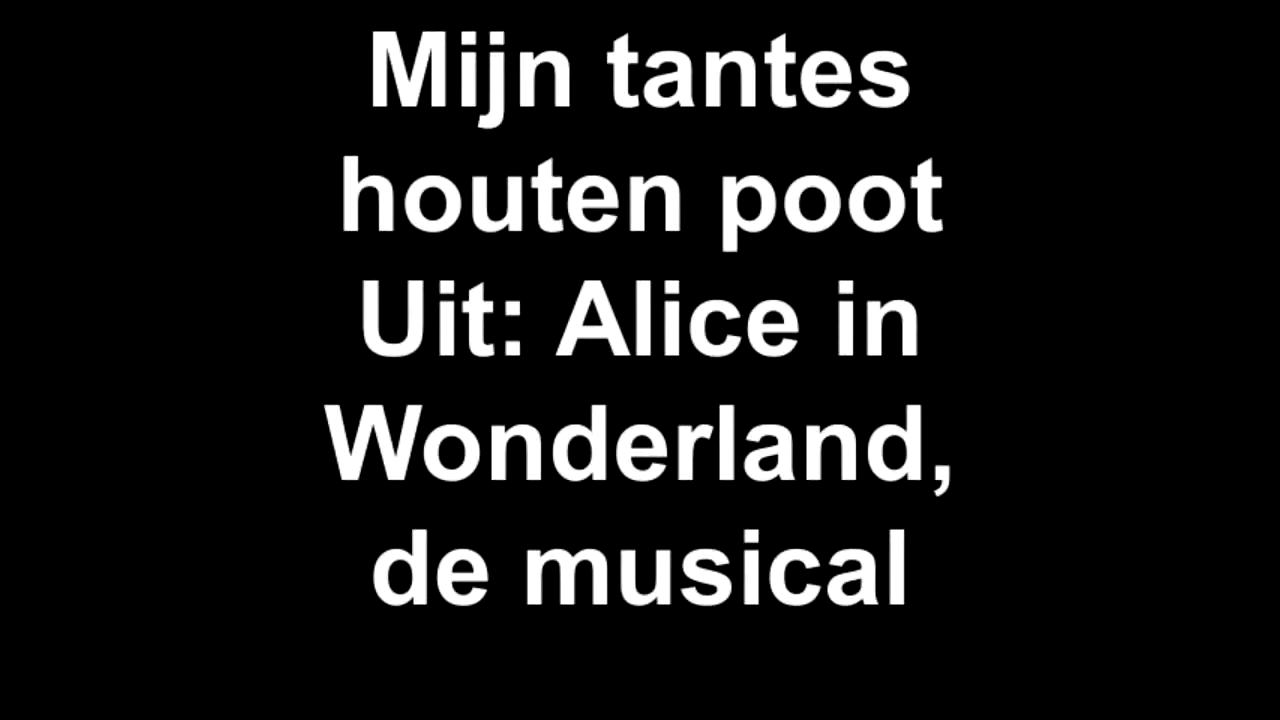 Mijn tantes
houten poot
Uit: Alice in
Wonderland,
de musical